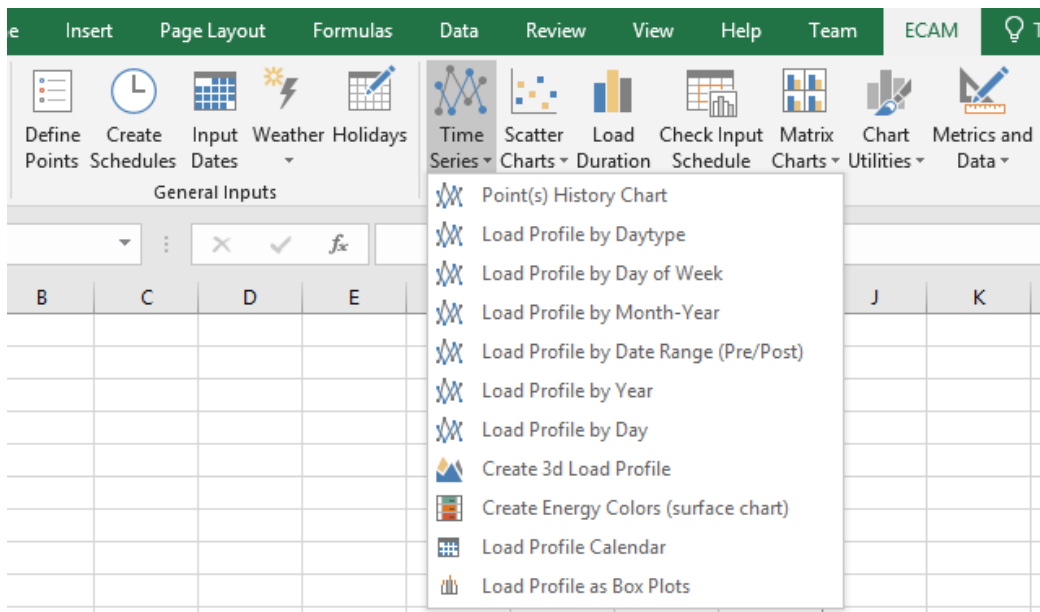 e Insert Page Layout Formulas Data Review View Help Team ECAM T
Define Create Input Weather Holidays Time Scatter Load Check Input Matrix Chart Metrics and
Points Schedules Dates Series Charts Duration Schedule Charts Utilities Data
General Inputs
Point(s) History Chart
Load Profile by Daytype
fx
Load Profile by Day of Week
B C D E J K
Load Profile by Month-Year
Load Profile by Date Range (Pre/Post)
Load Profile by Year
Load Profile by Day
Create 3d Load Profile
Create Energy Colors (surface chart)
Load Profile Calendar
Load Profile as Box Plots